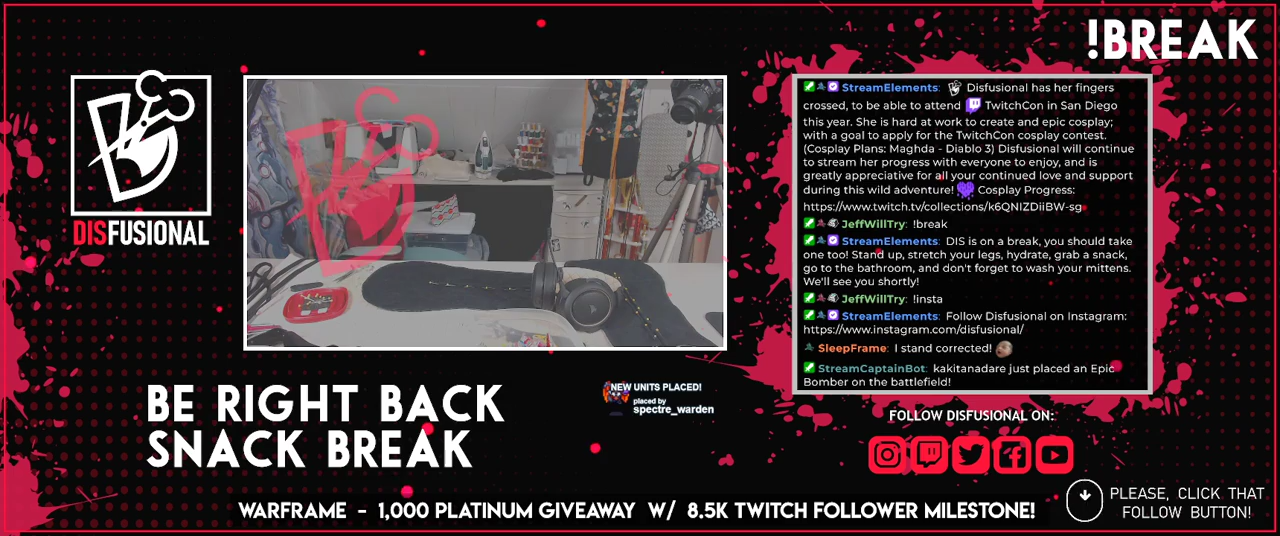 !BREAK
DISFUSIONAL
StreamElements: Disfusional has her fingers
crossed, to be able to attend TwitchCon in San Diego
this year. She is hard at work to create and epic cosplay;
with a goal to apply for the TwitchCon cosplay contest.
(Cosplay Plans: Maghda - Diablo 3) Disfusional will continue
to stream her progress with everyone to enjoy, and is
greatly appreciative for all your continued love and support
during this wild adventure! Cosplay Progress:
https://www.twitch.tv/collections/k6QNIZDiiBW-sg
JeffWillTry: !break
StreamElements: DIS is on a break, you should take
one too! Stand up, stretch your legs, hydrate, grab a snack,
go to the bathroom, and don't forget to wash your mittens.
We'll see you shortly!
JeffWillTry: !insta
StreamElements: Follow Disfusional on Instagram:
https://www.instagram.com/disfusional/
SleepFrame: I stand corrected!
StreamCaptainBot: kakitanadare just placed an Epic
Bomber on the battlefield!
BE RIGHT BACK
SNACK BREAK
NEW UNITS PLACED!
placed by
spectre_warden
FOLLOW DISFUSIONAL ON:
WARFRAME - 1,000 PLATINUM GIVEAWAY W/ 8.5K TWITCH FOLLOWER MILESTONE!
PLEASE, CLICK THAT
FOLLOW BUTTON!